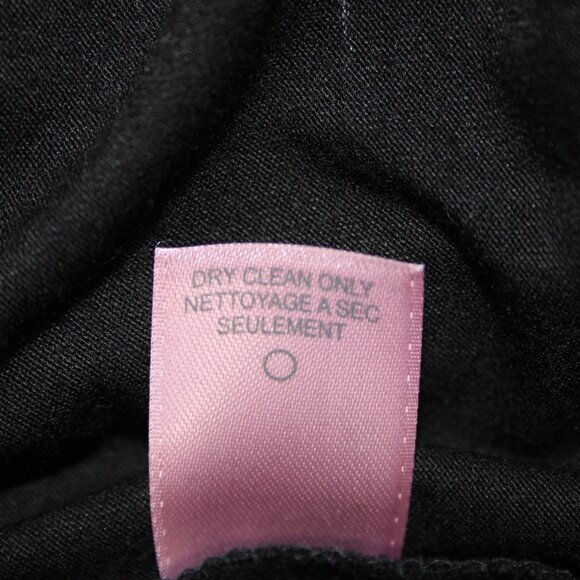 DRY CLEAN ONLY
NETTOYAGE A SEC
SEULEMENT